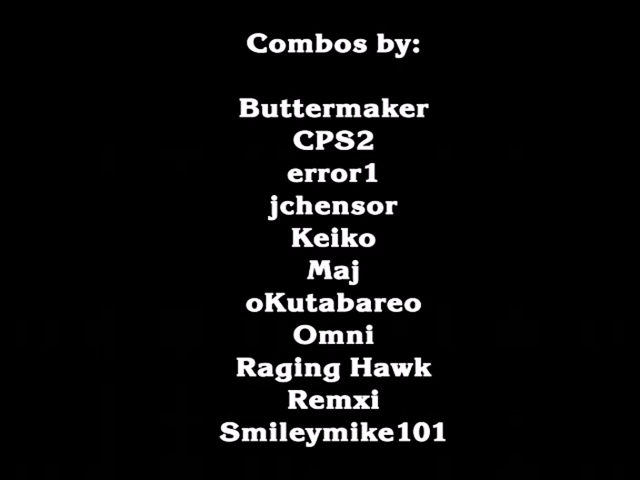 Combos by:
Buttermaker
CPS2
error1
jchensor
Keiko
Maj
oKutabareo
Omni
Raging Hawk
Remxi
Smileymike101